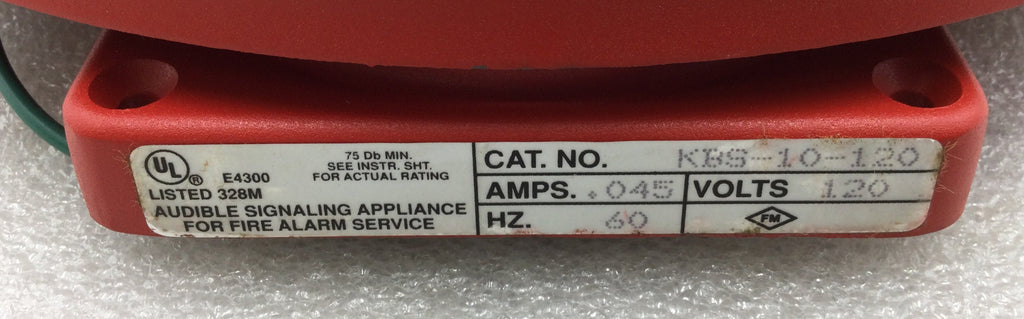 UL ®
E4300
LISTED 328M
75 Db MIN.
SEE INSTR. SHT.
FOR ACTUAL RATING
AUDIBLE SIGNALING APPLIANCE
FOR FIRE ALARM SERVICE
CAT. NO. KBS-10-120
AMPS. .045 VOLTS 120
HZ. 60 FM